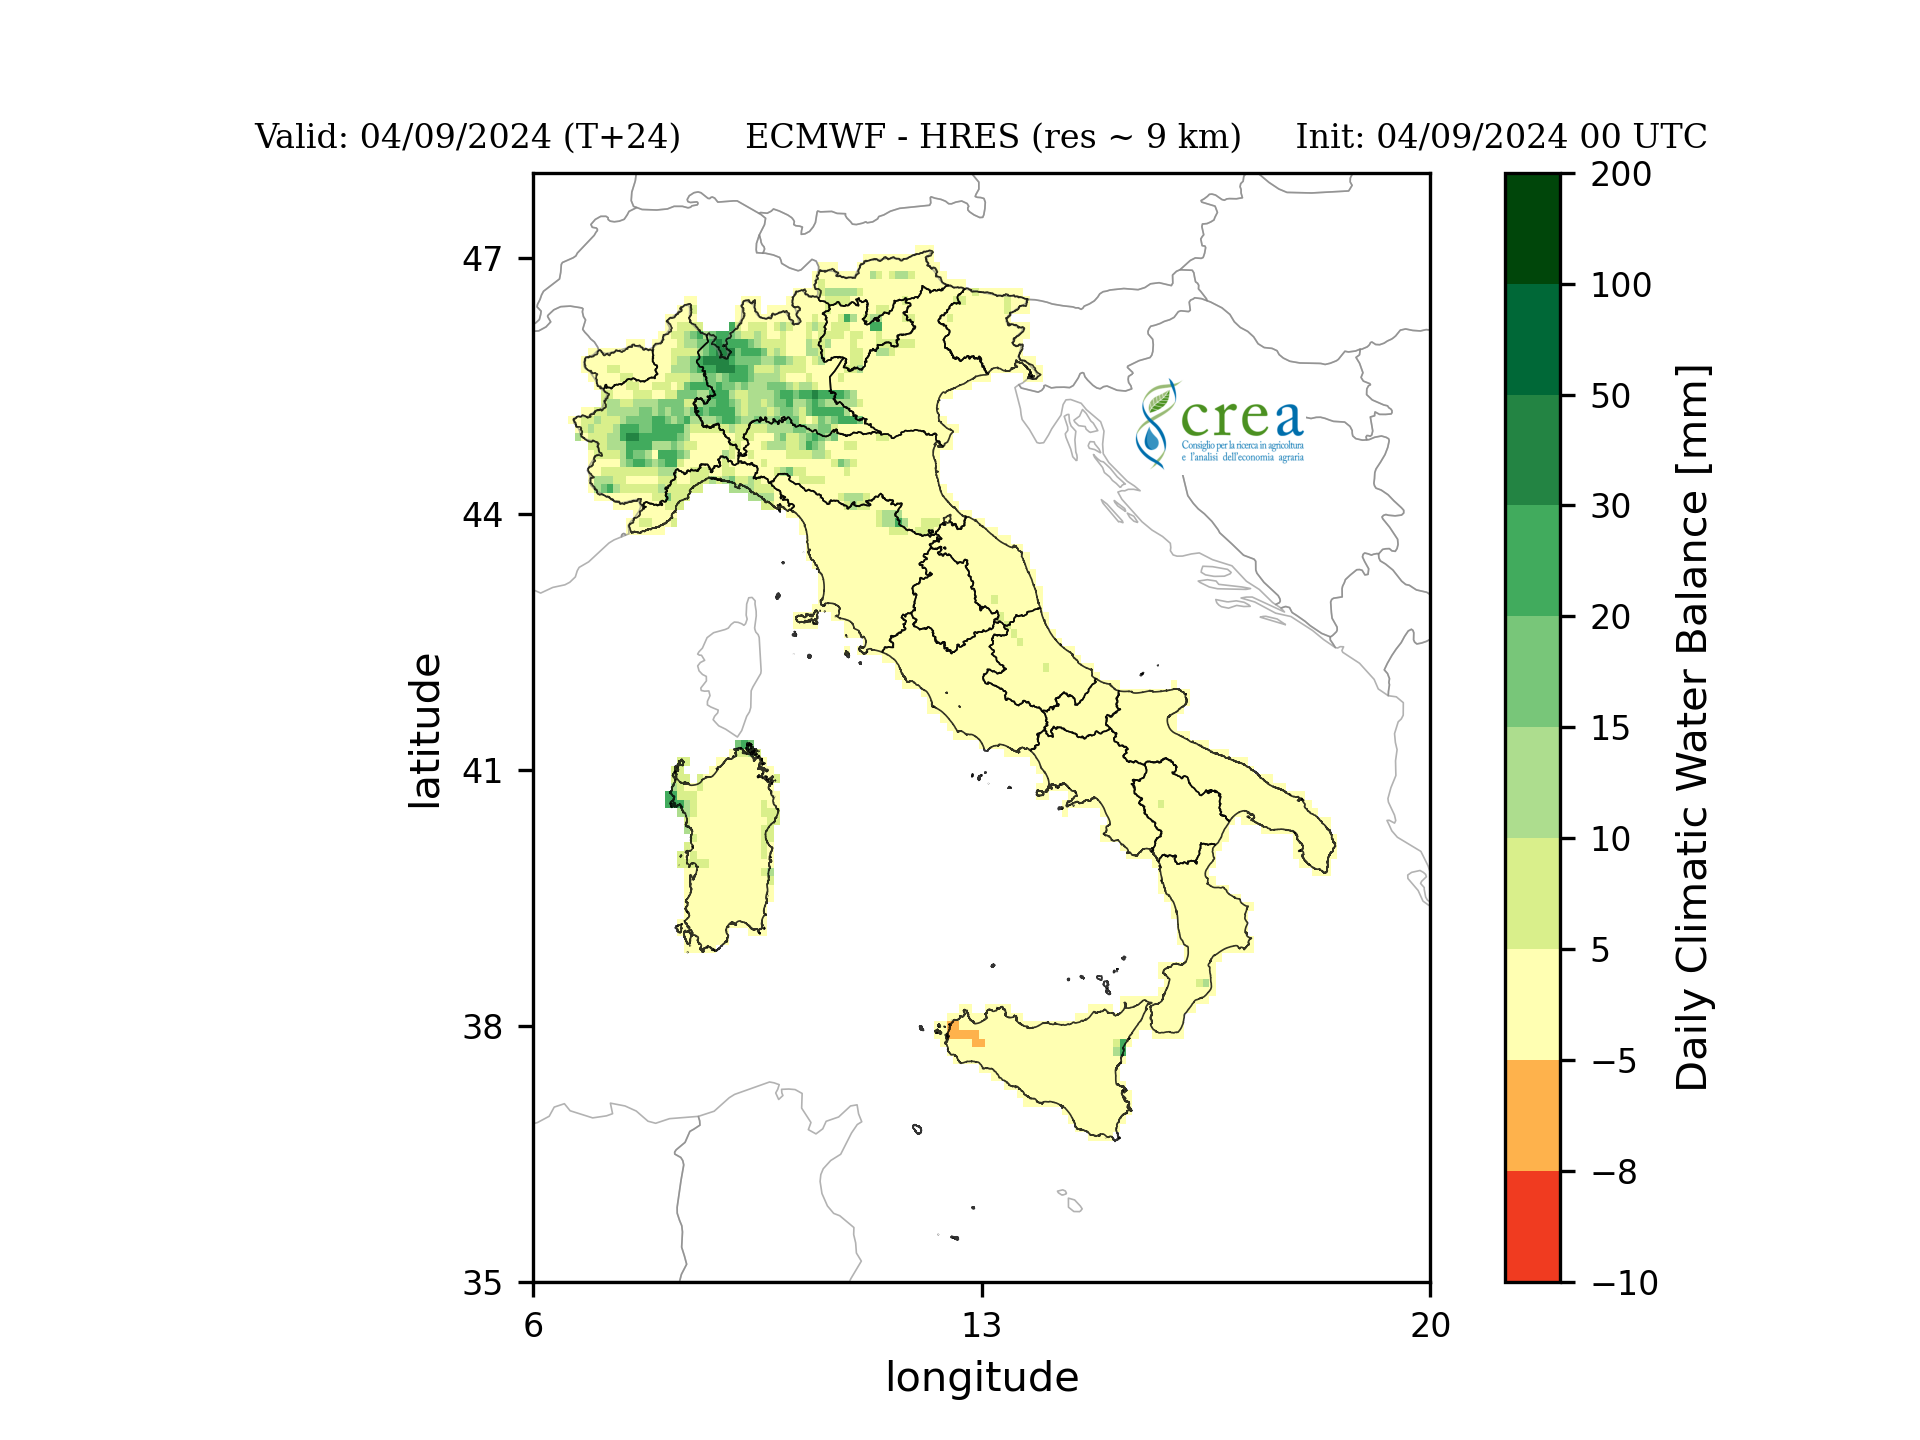 Valid: 04/09/2024 (T+24) ECMWF - HRES (res ~ 9 km) Init: 04/09/2024 00 UTC
47
44
41
38
35
latitude
6 13 20
longitude
crea
Consiglio per la ricerca in agricoltura
e l'analisi dell'economia agraria
200
100
50
30
20
15
10
5
−5
−8
−10
Daily Climatic Water Balance [mm]